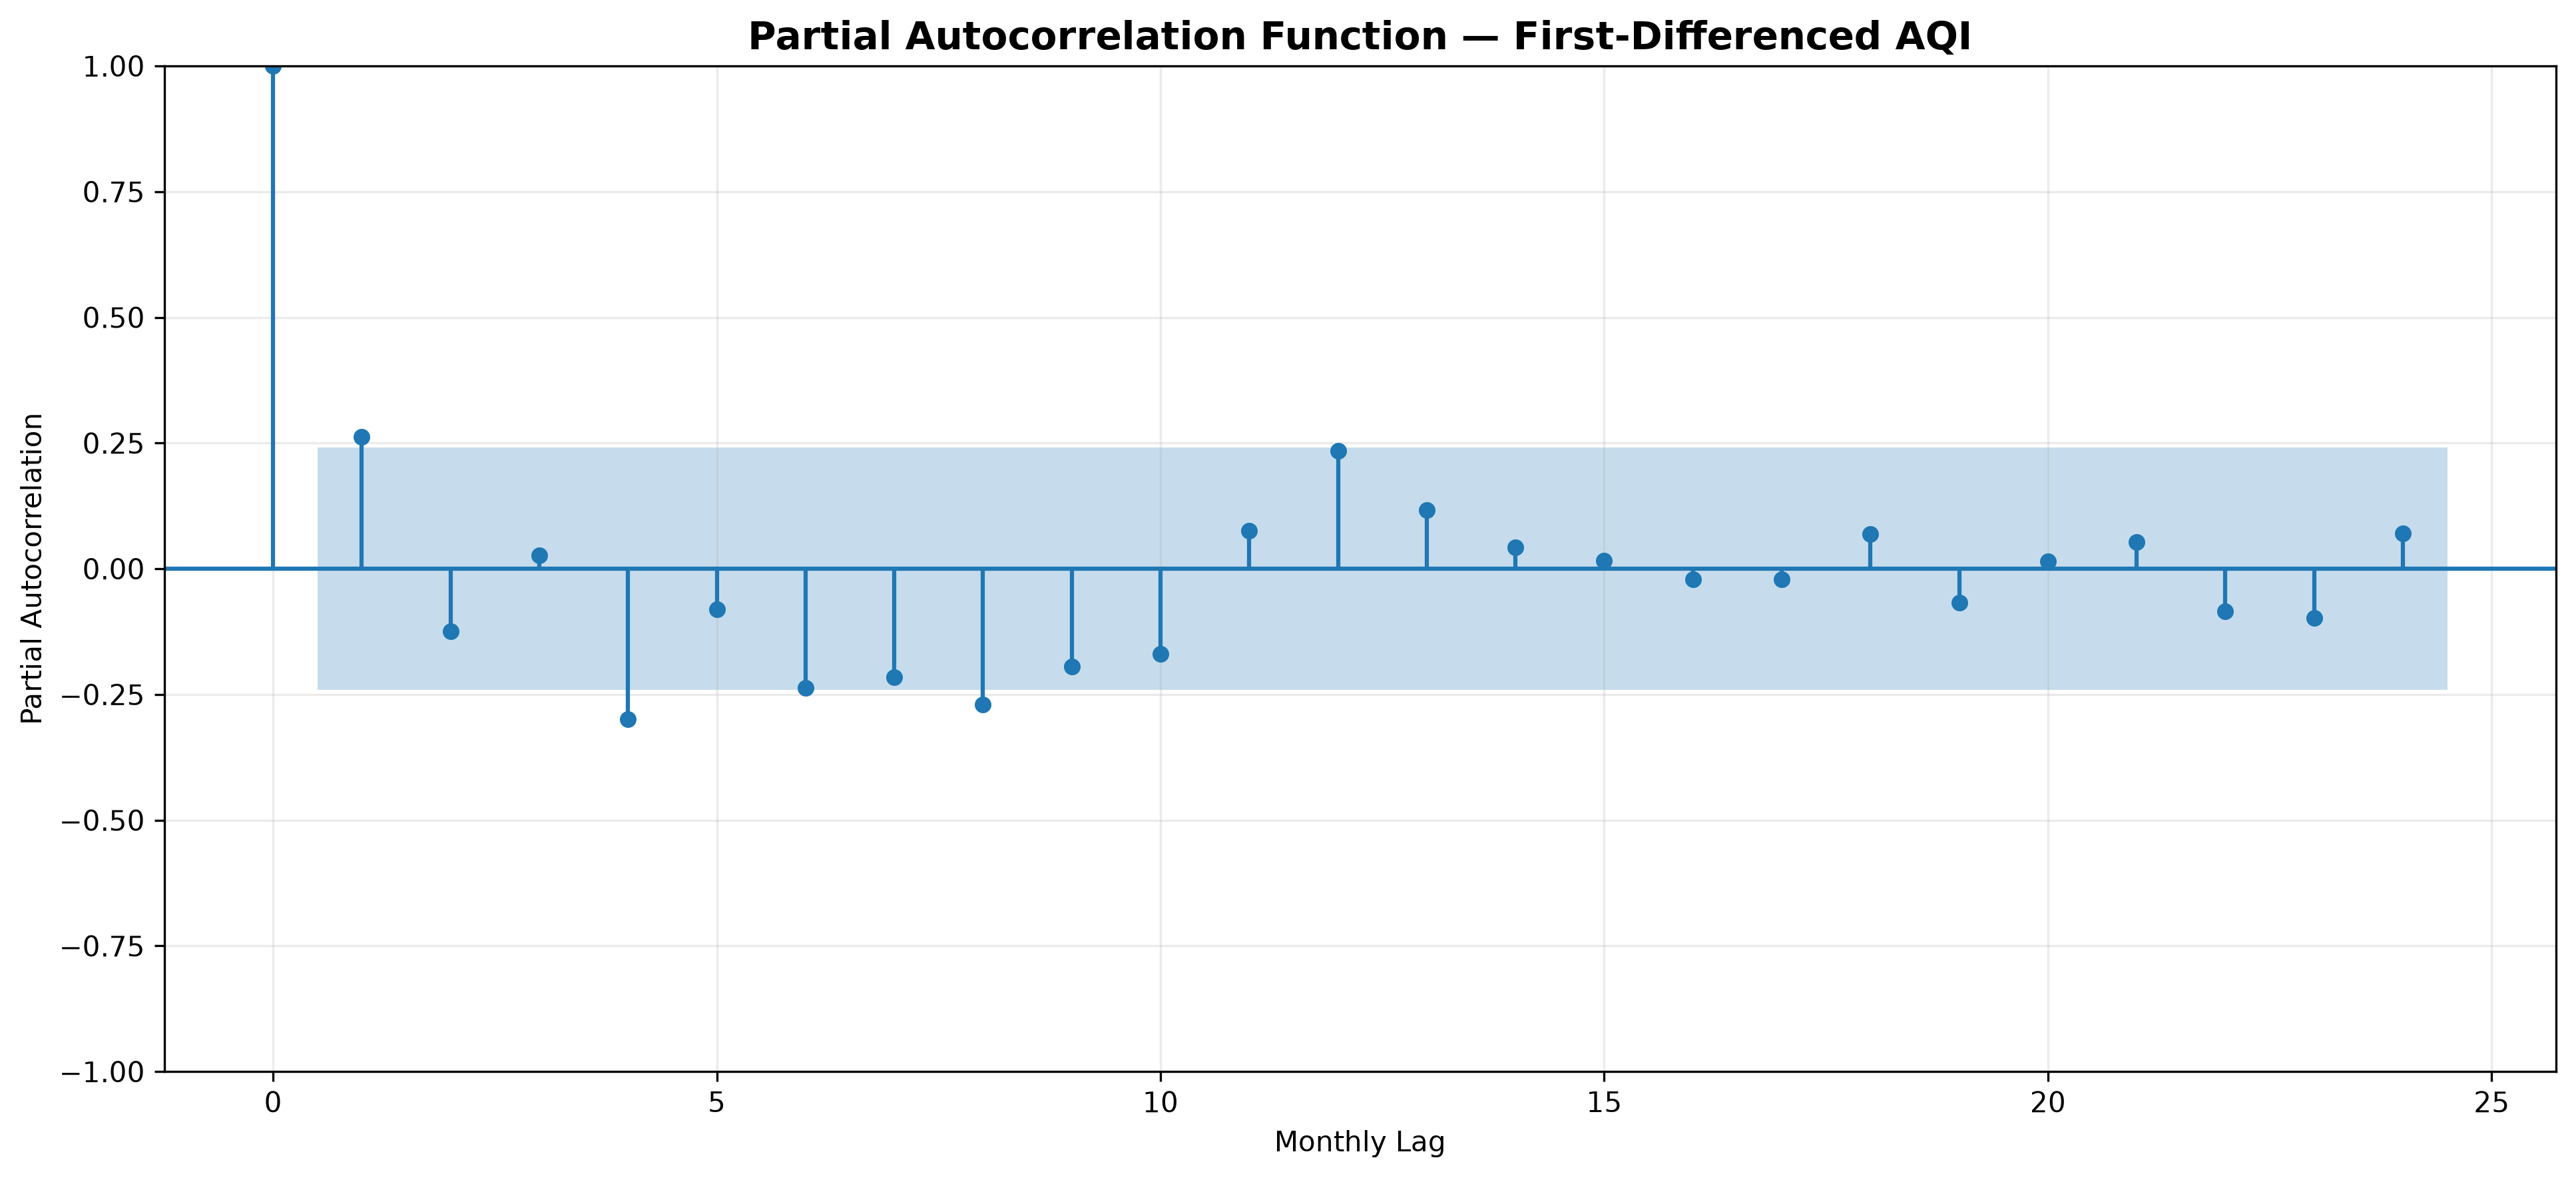 Partial Autocorrelation Function — First-Differenced AQI
1.00
0.75
0.50
0.25
0.00
−0.25
−0.50
−0.75
−1.00
Partial Autocorrelation
0 5 10 15 20 25
Monthly Lag